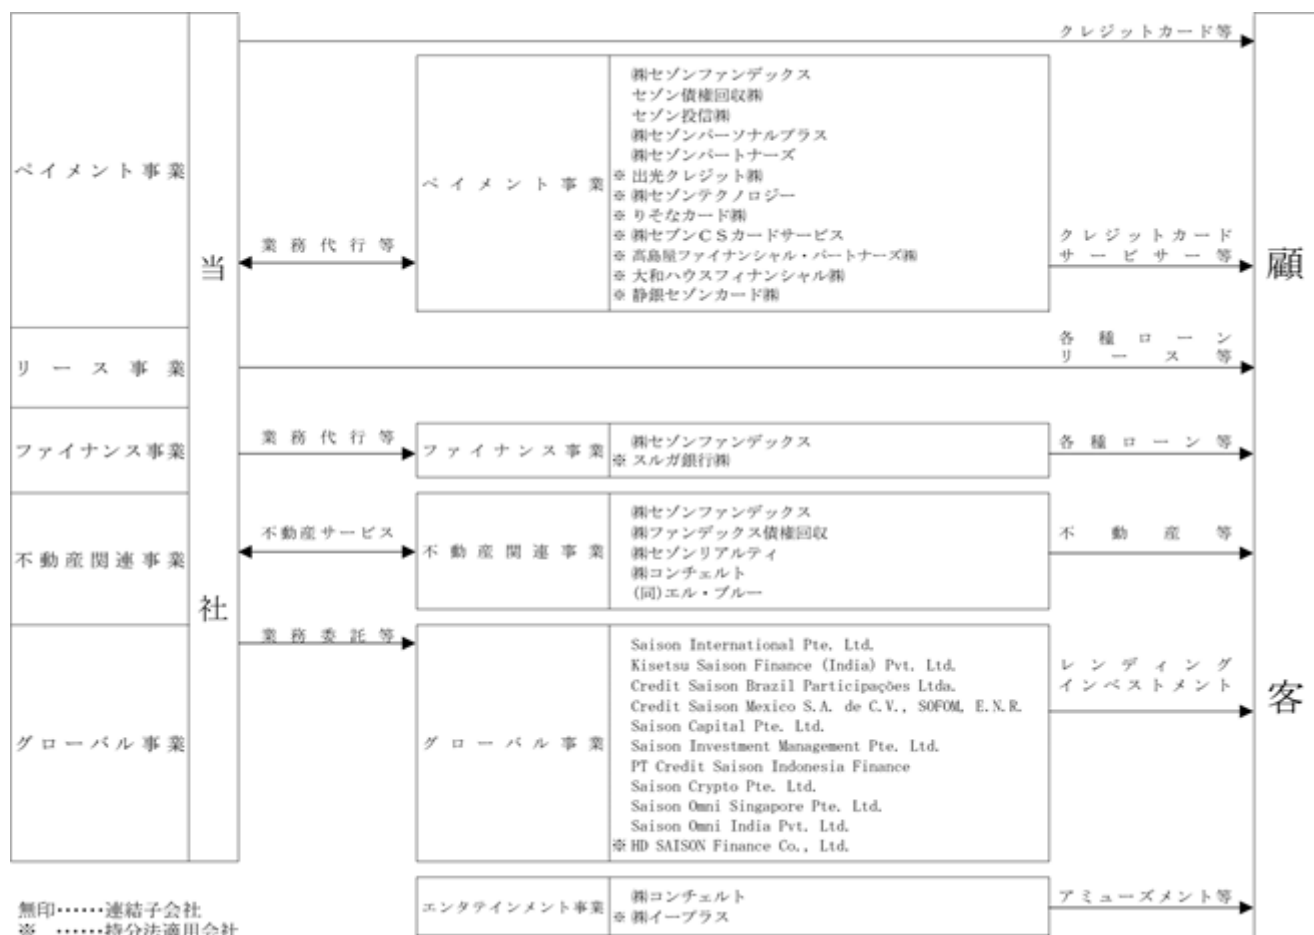 クレジットカード等
ペイメント事業
当
社
業務代行等
ペイメント事業
㈱セゾンファンデックス
セゾン債権回収㈱
セゾン投信㈱
㈱セゾンパーソナルプラス
㈱セゾンパートナーズ
※ 出光クレジット㈱
※ ㈱セゾンテクノロジー
※ りそなカード㈱
※ ㈱セブンCSカードサービス
※ 高島屋ファイナンシャル・パートナーズ㈱
※ 大和ハウスフィナンシャル㈱
※ 静銀セゾンカード㈱
クレジットカード
サービサー等
顧
客
リース事業
各種ローン
リース等
ファイナンス事業
業務代行等
ファイナンス事業
㈱セゾンファンデックス
※ スルガ銀行㈱
各種ローン等
不動産関連事業
不動産サービス
不動産関連事業
㈱セゾンファンデックス
㈱ファンデックス債権回収
㈱セゾンリアルティ
㈱コンチェルト
(同)エル・ブルー
不動産等
グローバル事業
業務委託等
グローバル事業
Saison International Pte. Ltd.
Kisetsu Saison Finance (India) Pvt. Ltd.
Credit Saison Brazil Participações Ltda.
Credit Saison Mexico S.A. de C.V., SOFOM, E.N.R.
Saison Capital Pte. Ltd.
Saison Investment Management Pte. Ltd.
PT Credit Saison Indonesia Finance
Saison Crypto Pte. Ltd.
Saison Omni Singapore Pte. Ltd.
Saison Omni India Pvt. Ltd.
※ HD SAISON Finance Co., Ltd.
レンディング
インベストメント
エンタテインメント事業
㈱コンチェルト
※ ㈱イープラス
アミューズメント等
無印……連結子会社
※ ……持分法適用会社